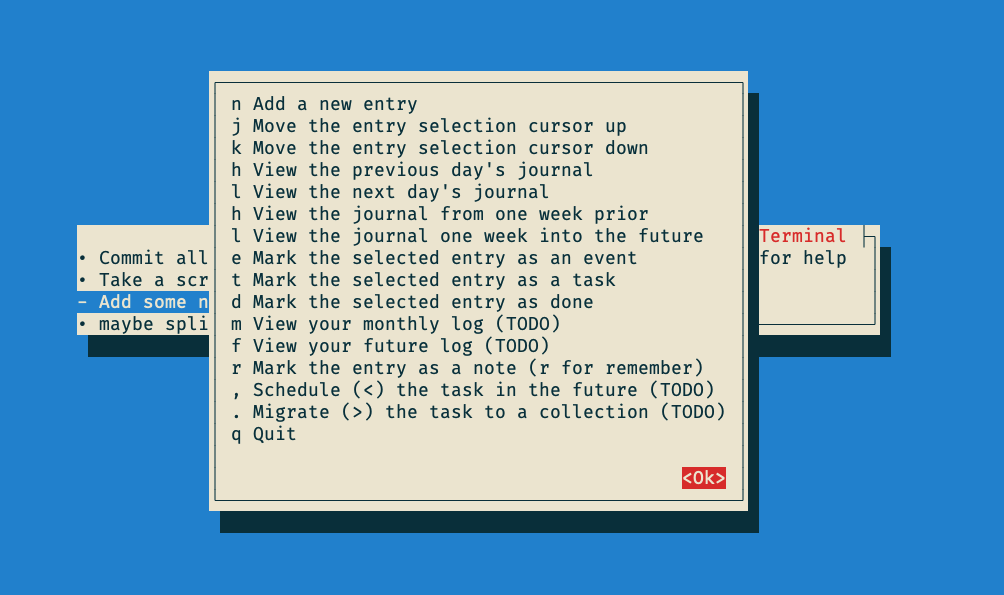 n Add a new entry
j Move the entry selection cursor up
k Move the entry selection cursor down
h View the previous day's journal
l View the next day's journal
h View the journal from one week prior
l View the journal one week into the future
e Mark the selected entry as an event
t Mark the selected entry as a task
d Mark the selected entry as done
m View your monthly log (TODO)
f View your future log (TODO)
r Mark the entry as a note (r for remember)
, Schedule (<) the task in the future (TODO)
. Migrate (>) the task to a collection (TODO)
q Quit
<Ok>
• Commit all
• Take a scr
- Add some n
• maybe spli
Terminal
for help